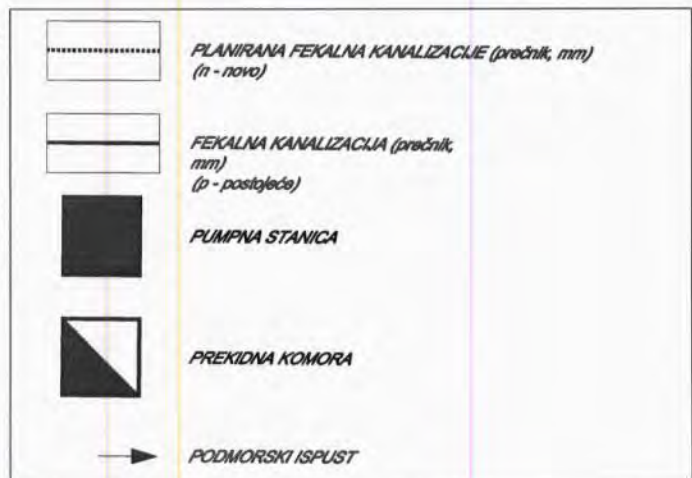 PLANIRANA FEKALNA KANALIZACIJE (prečnik, mm)
(n - novo)
FEKALNA KANALIZACIJA (prečnik,
mm)
(p - postojeće)
PUMPNA STANICA
PREKIDNA KOMORA
PODMORSKI ISPUST